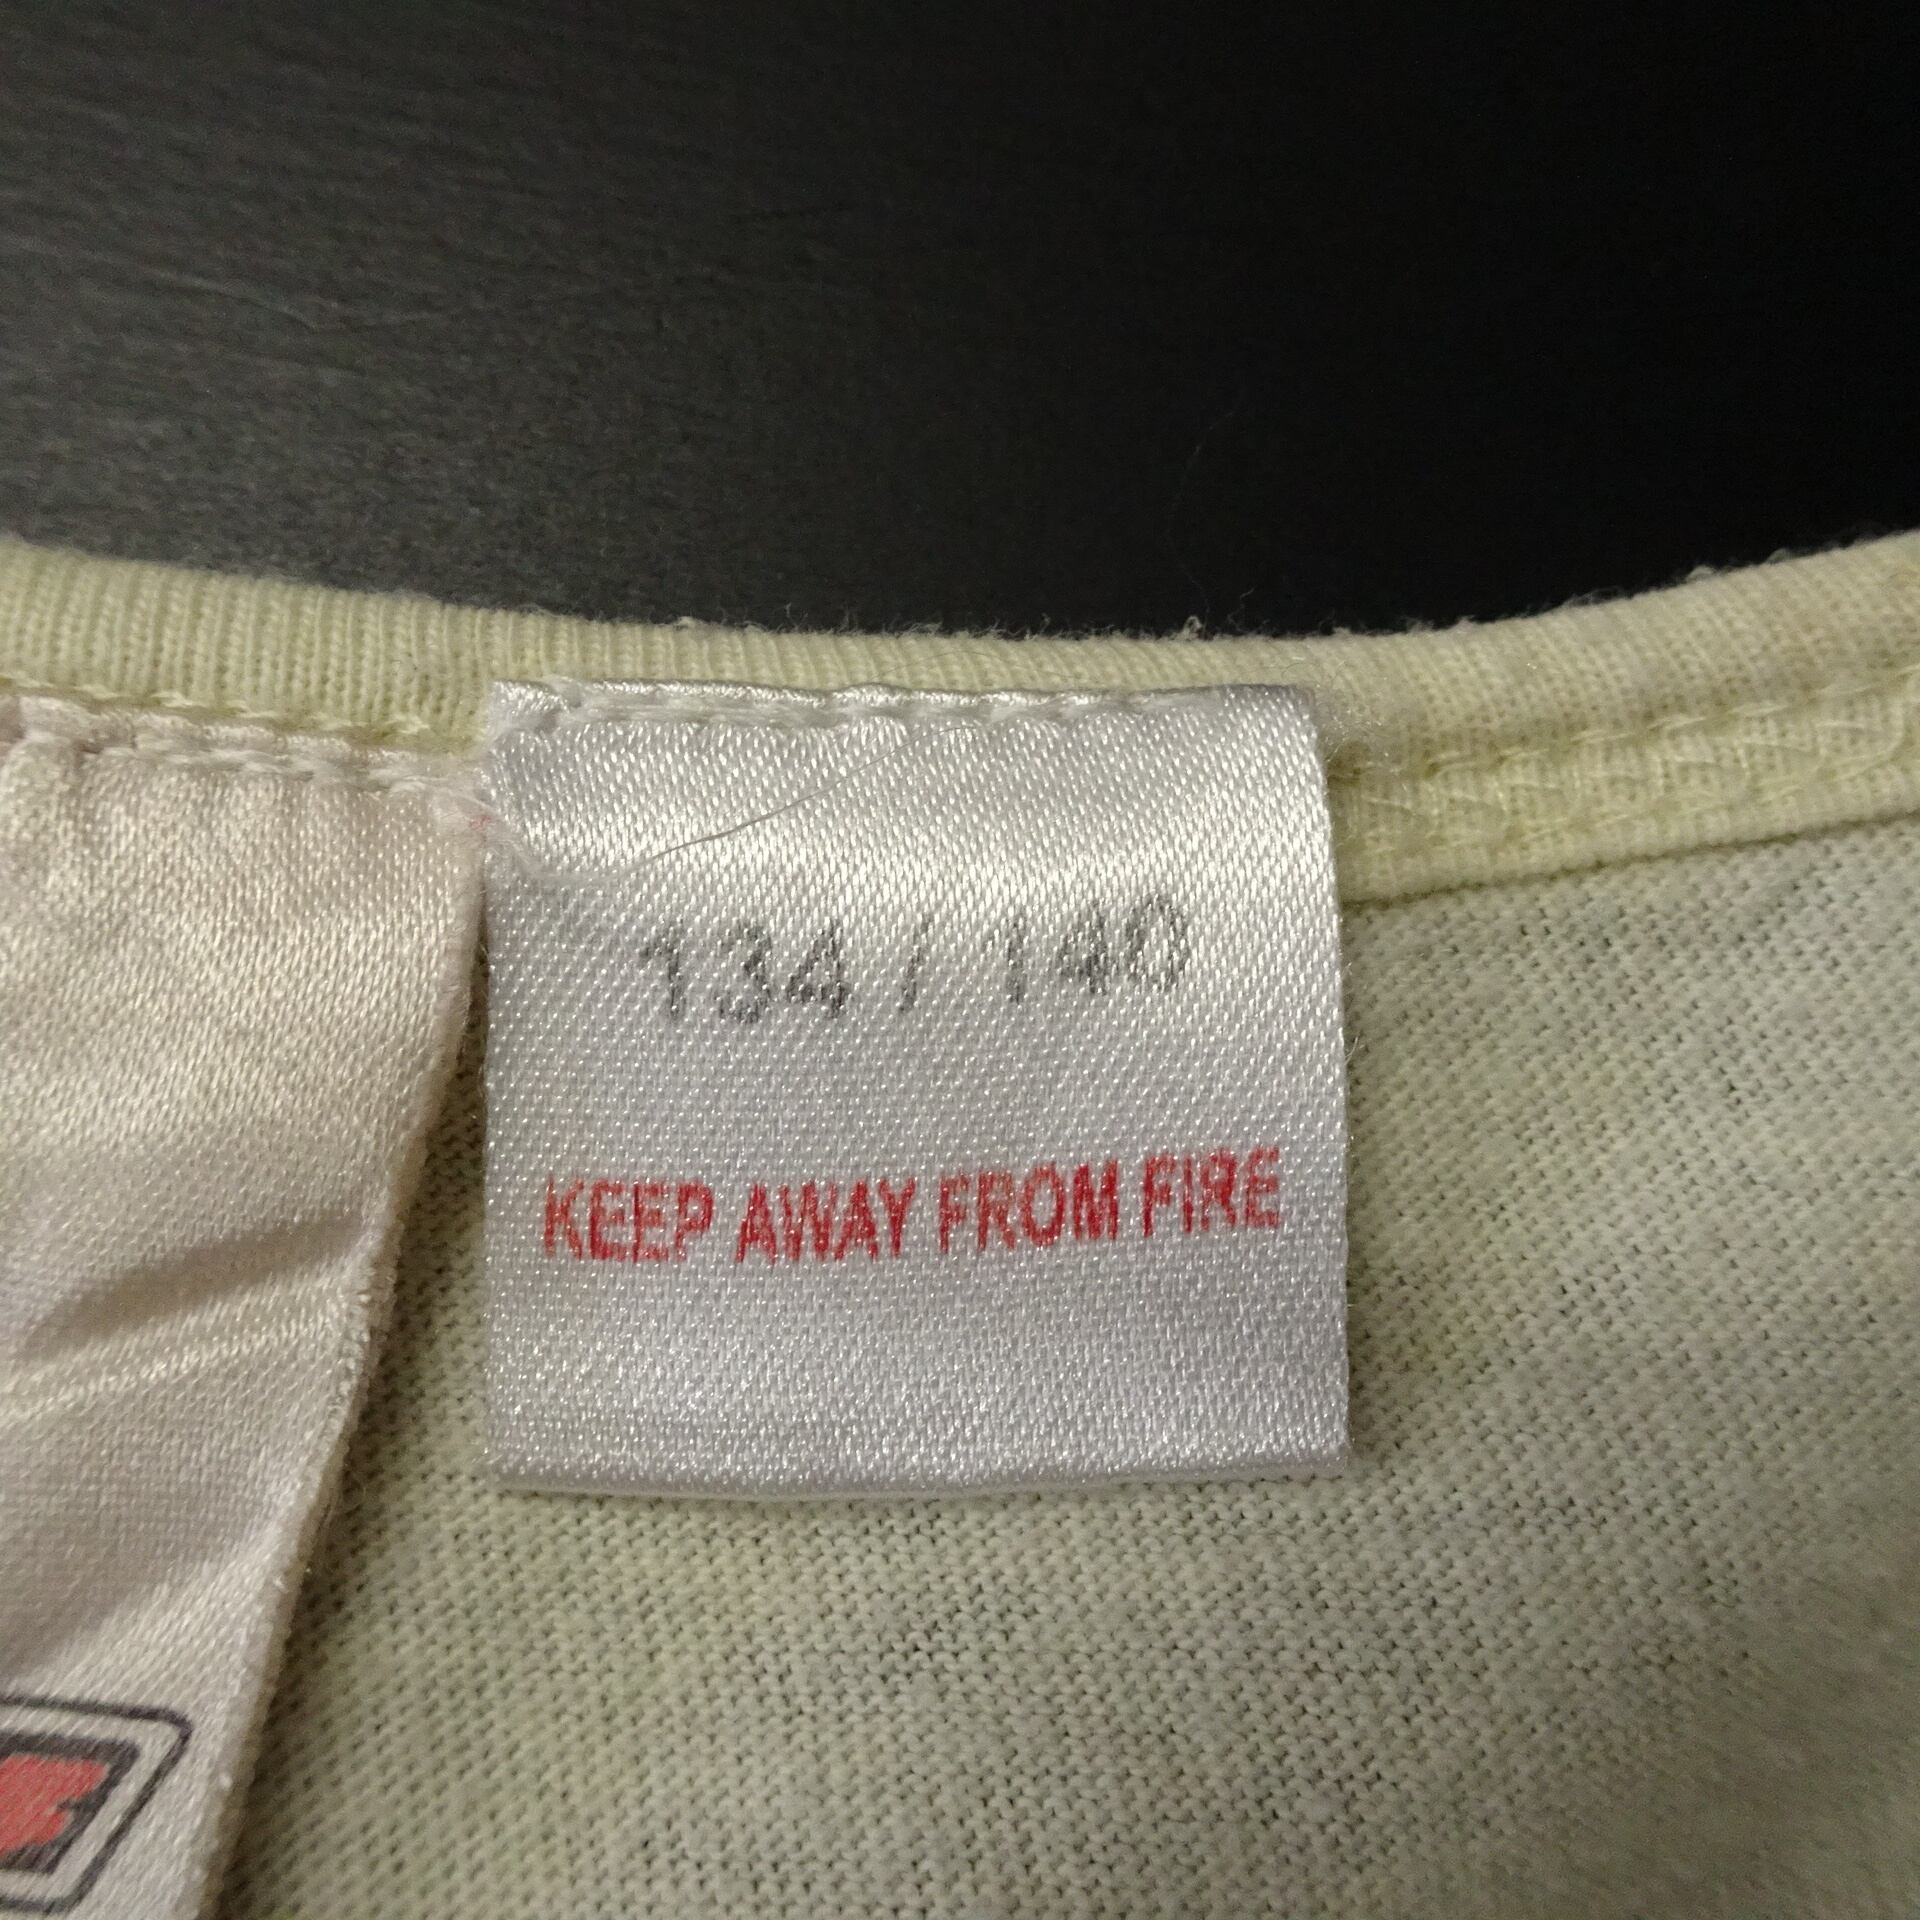 134 / 140
KEEP AWAY FROM FIRE